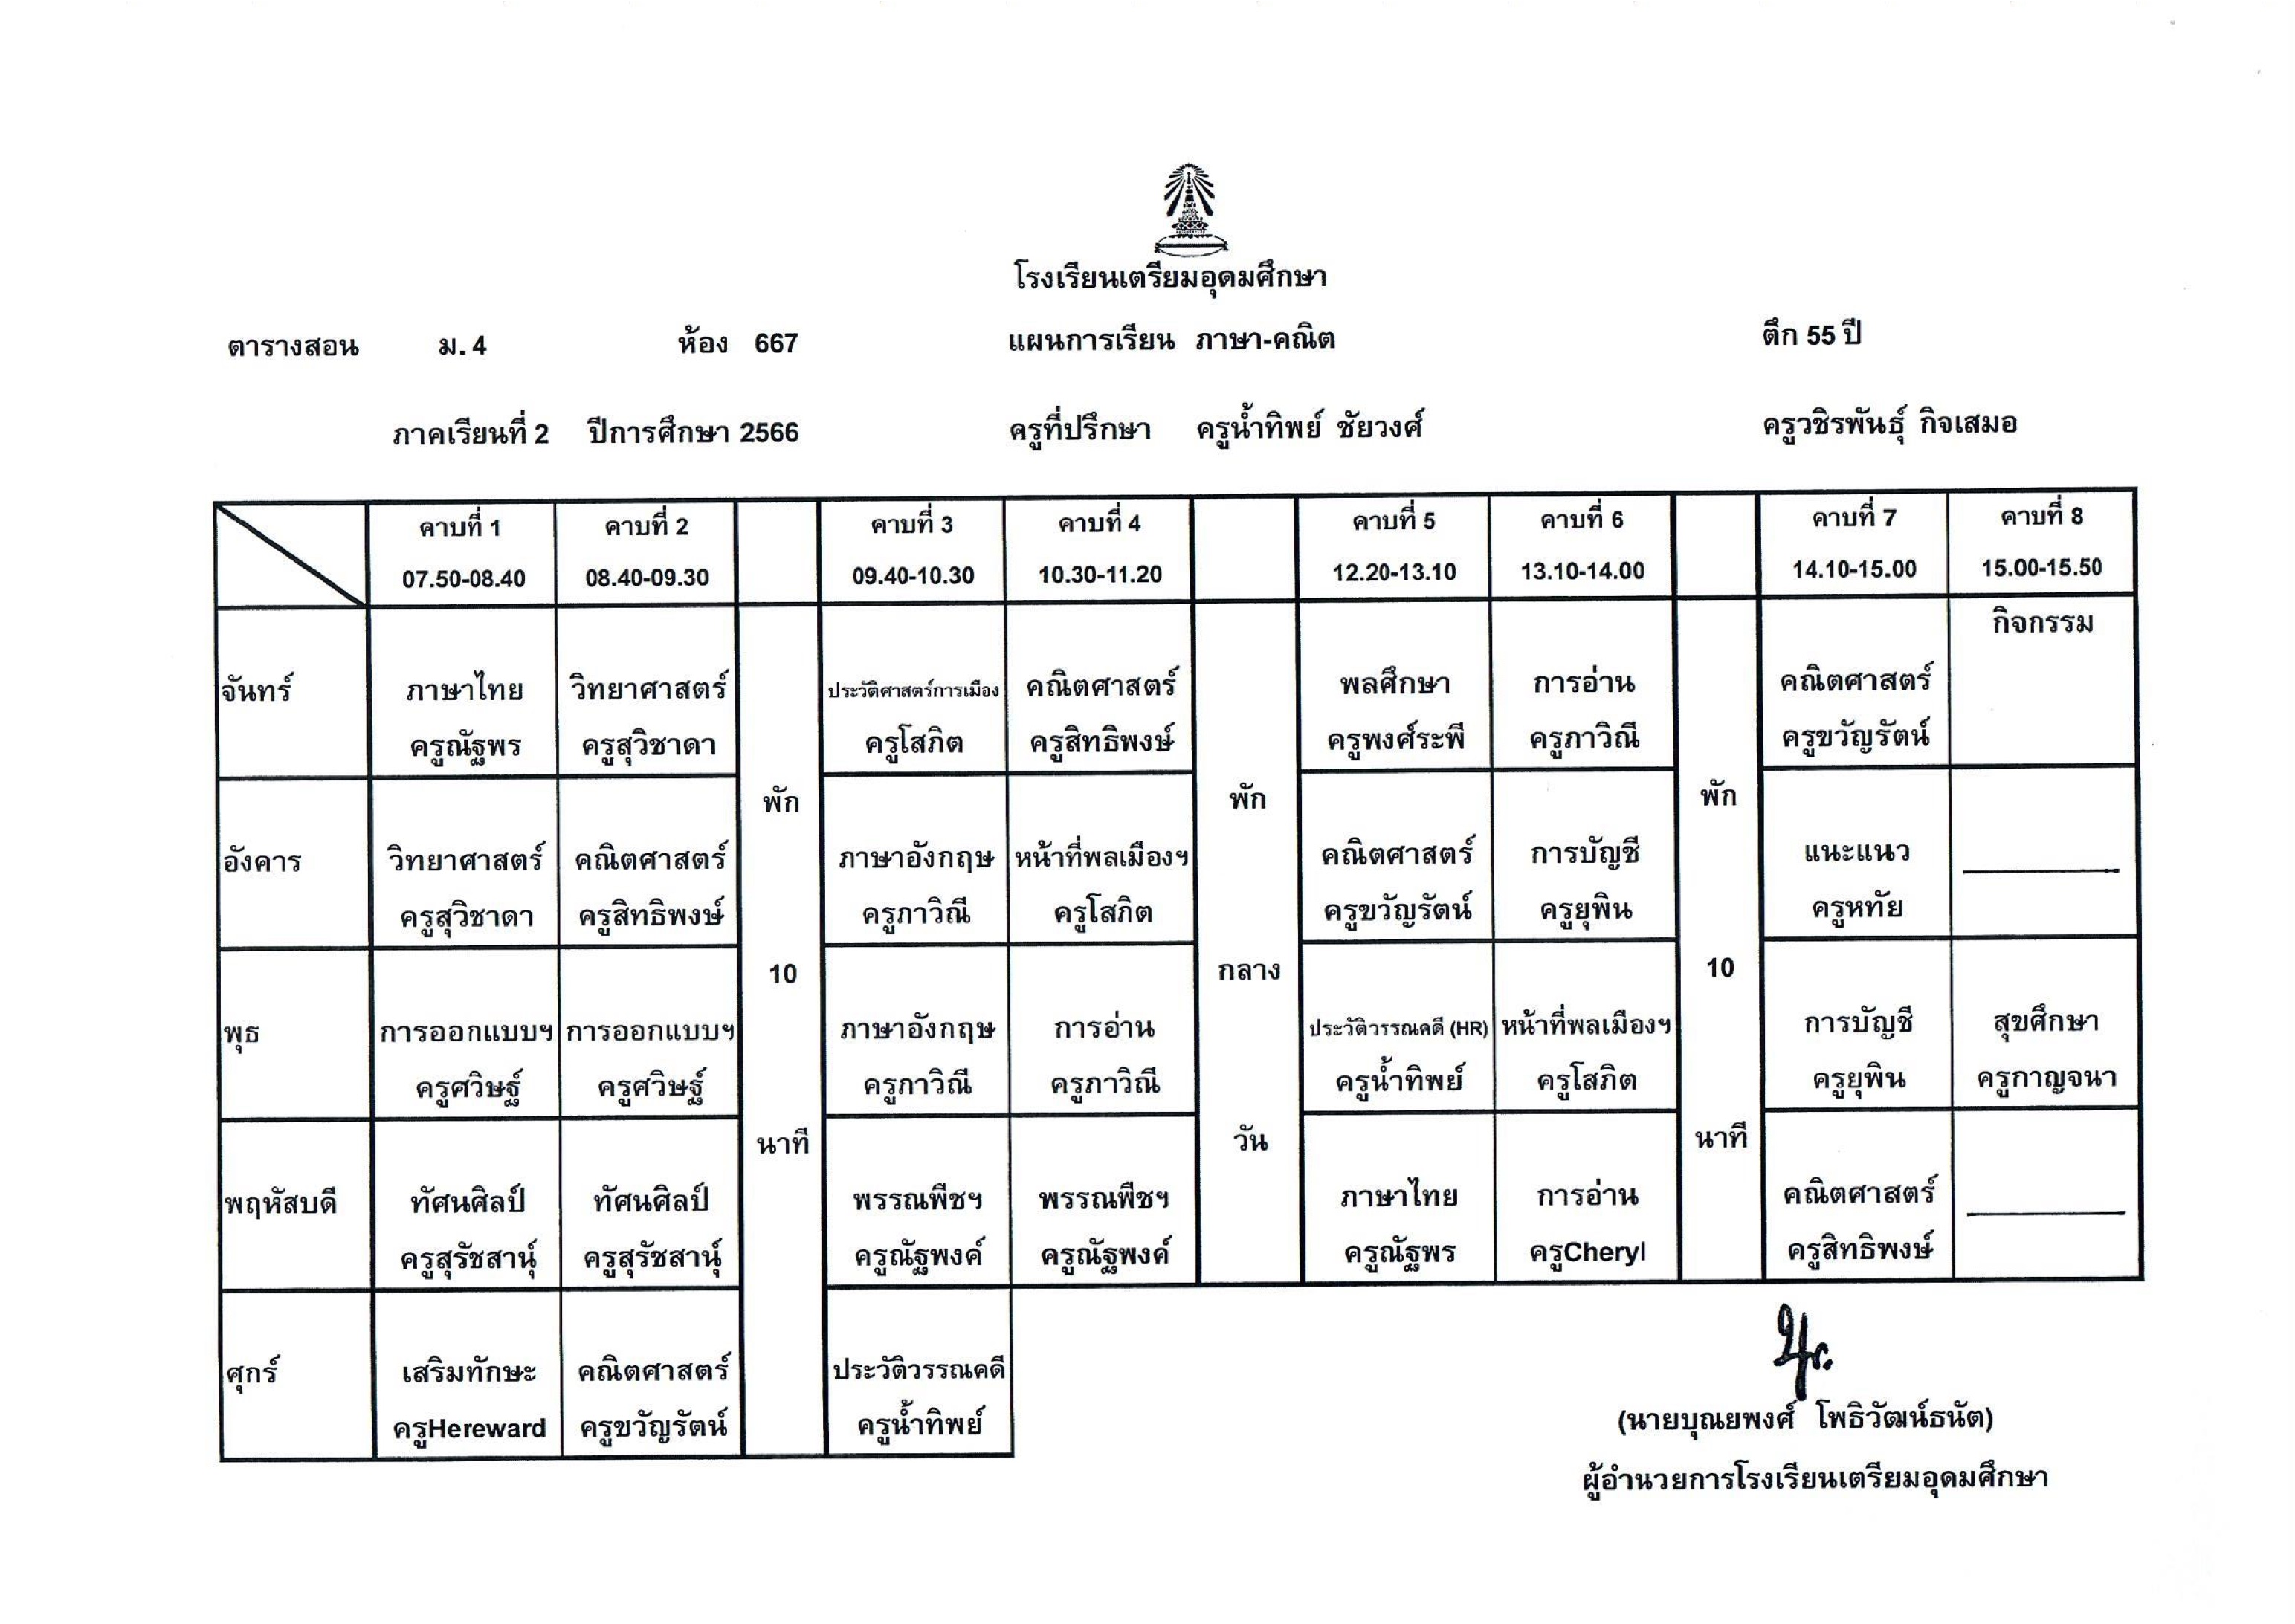 โรงเรียนเตรียมอุดมศึกษา
ตารางสอน ม. 4 ห้อง 667 แผนการเรียน ภาษา-คณิต ตึก 55 ปี
ภาคเรียนที่ 2 ปีการศึกษา 2566 ครูที่ปรึกษา ครูน้ำทิพย์ ชัยวงศ์ ครูวชิรพันธุ์ กิจเสมอ
คาบที่ 1 คาบที่ 2 คาบที่ 3 คาบที่ 4 คาบที่ 5 คาบที่ 6 คาบที่ 7 คาบที่ 8
07.50-08.40 08.40-09.30 09.40-10.30 10.30-11.20 12.20-13.10 13.10-14.00 14.10-15.00 15.00-15.50
กิจกรรม
จันทร์ ภาษาไทย วิทยาศาสตร์ ประวัติศาสตร์การเมือง คณิตศาสตร์ พลศึกษา การอ่าน คณิตศาสตร์
ครูณัฐพร ครูสุวิชาดา ครูโสภิต ครูสิทธิพงษ์ ครูพงศ์ระพี ครูภาวิณี ครูขวัญรัตน์
พัก พัก พัก
อังคาร วิทยาศาสตร์ คณิตศาสตร์ ภาษาอังกฤษ หน้าที่พลเมืองฯ คณิตศาสตร์ การบัญชี แนะแนว
ครูสุวิชาดา ครูสิทธิพงษ์ ครูภาวิณี ครูโสภิต ครูขวัญรัตน์ ครูยุพิน ครูหทัย
10 กลาง 10
พุธ การออกแบบฯ การออกแบบฯ ภาษาอังกฤษ การอ่าน ประวัติวรรณคดี (HR) หน้าที่พลเมืองฯ การบัญชี สุขศึกษา
ครูศวิษฐ์ ครูศวิษฐ์ ครูภาวิณี ครูภาวิณี ครูน้ำทิพย์ ครูโสภิต ครูยุพิน ครูกาญจนา
นาที วัน นาที
พฤหัสบดี ทัศนศิลป์ ทัศนศิลป์ พรรณพืชฯ พรรณพืชฯ ภาษาไทย การอ่าน คณิตศาสตร์
ครูสุรัชสานุ์ ครูสุรัชสานุ์ ครูณัฐพงค์ ครูณัฐพงค์ ครูณัฐพร ครูCheryl ครูสิทธิพงษ์
ศุกร์ เสริมทักษะ คณิตศาสตร์ ประวัติวรรณคดี
ครูHereward ครูขวัญรัตน์ ครูน้ำทิพย์
(นายบุณยพงศ์ โพธิวัฒน์ธนัต)
ผู้อำนวยการโรงเรียนเตรียมอุดมศึกษา